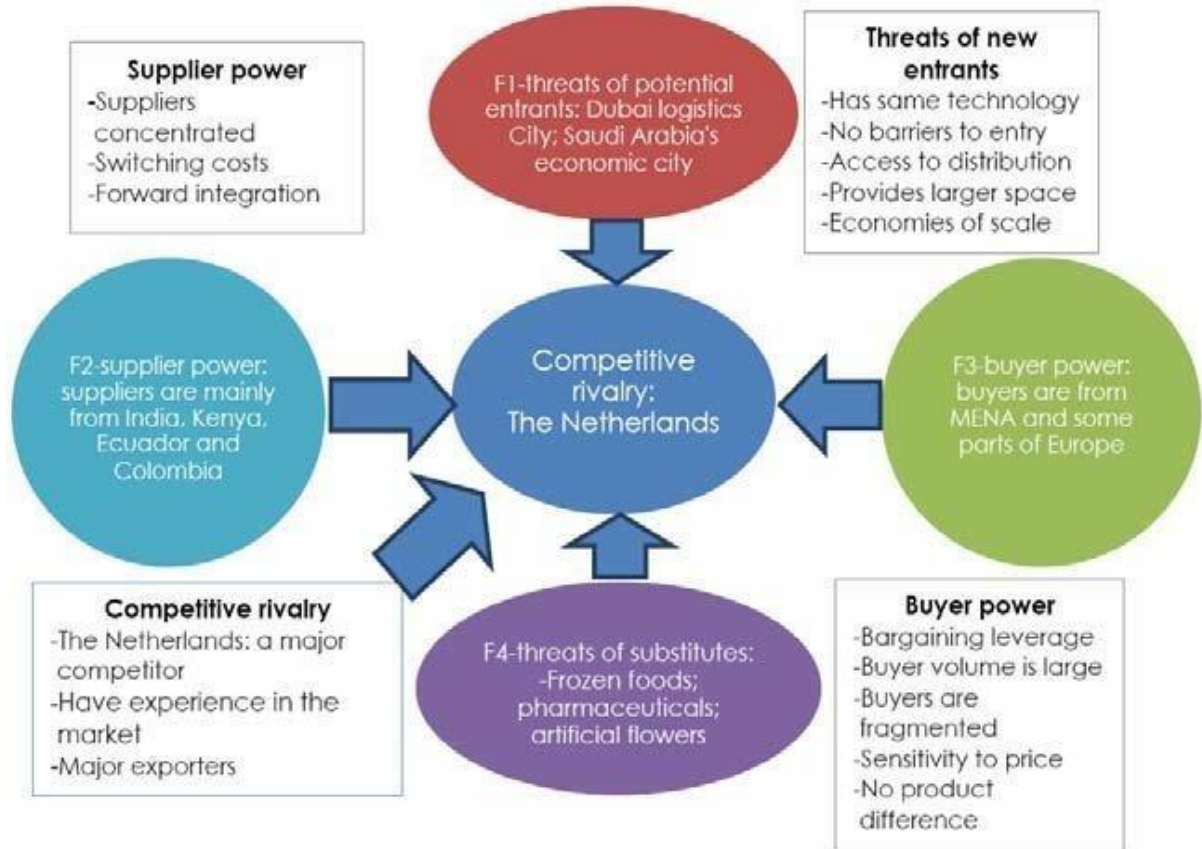 Supplier power
-Suppliers
concentrated
-Switching costs
-Forward integration
F1-threats of potential
entrants: Dubai logistics
City; Saudi Arabia's
economic city
Threats of new
entrants
-Has same technology
-No barriers to entry
-Access to distribution
-Provides larger space
-Economies of scale
F2-supplier power:
suppliers are mainly
from India, Kenya,
Ecuador and
Colombia
Competitive
rivalry:
The Netherlands
F3-buyer power:
buyers are from
MENA and some
parts of Europe
Competitive rivalry
-The Netherlands: a major
competitor
-Have experience in the
market
-Major exporters
F4-threats of substitutes:
-Frozen foods;
pharmaceuticals;
artificial flowers
Buyer power
-Bargaining leverage
-Buyer volume is large
-Buyers are
fragmented
-Sensitivity to price
-No product
difference